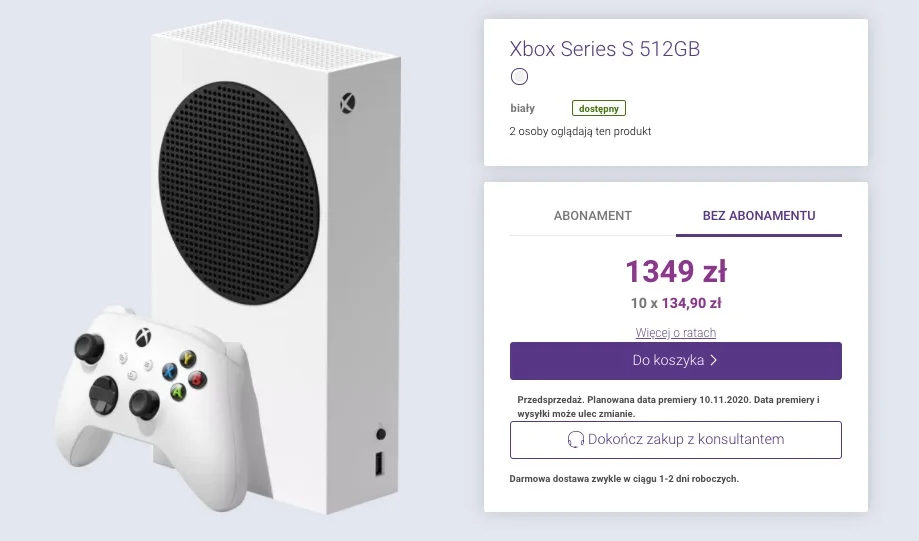 Xbox Series S 512GB
biały dostępny
2 osoby oglądają ten produkt
ABONAMENT BEZ ABONAMENTU
1349 zł
10 x 134,90 zł
Więcej o ratach
Do koszyka
Przedsprzedaż. Planowana data premiery 10.11.2020. Data premiery i
wysyłki może ulec zmianie.
Dokończ zakup z konsultantem
Darmowa dostawa zwykle w ciągu 1-2 dni roboczych.
Y
X B
A